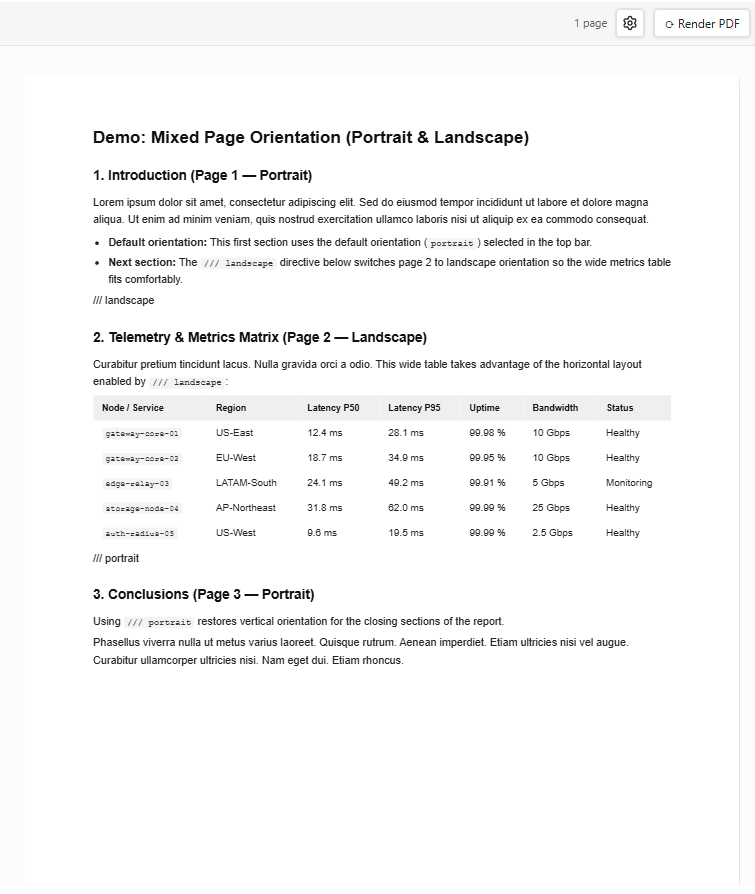 1 page
Render PDF
Demo: Mixed Page Orientation (Portrait & Landscape)
1. Introduction (Page 1 — Portrait)
Lorem ipsum dolor sit amet, consectetur adipiscing elit. Sed do eiusmod tempor incididunt ut labore et dolore magna
aliqua. Ut enim ad minim veniam, quis nostrud exercitation ullamco laboris nisi ut aliquip ex ea commodo consequat.
• Default orientation: This first section uses the default orientation ( portrait ) selected in the top bar.
• Next section: The /// landscape directive below switches page 2 to landscape orientation so the wide metrics table
fits comfortably.
/// landscape
2. Telemetry & Metrics Matrix (Page 2 — Landscape)
Curabitur pretium tincidunt lacus. Nulla gravida orci a odio. This wide table takes advantage of the horizontal layout
enabled by /// landscape :
Node / Service Region Latency P50 Latency P95 Uptime Bandwidth Status
gateway-core-01 US-East 12.4 ms 28.1 ms 99.98 % 10 Gbps Healthy
gateway-core-02 EU-West 18.7 ms 34.9 ms 99.95 % 10 Gbps Healthy
edge-relay-03 LATAM-South 24.1 ms 49.2 ms 99.91 % 5 Gbps Monitoring
storage-node-04 AP-Northeast 31.8 ms 62.0 ms 99.99 % 25 Gbps Healthy
auth-radius-05 US-West 9.6 ms 19.5 ms 99.99 % 2.5 Gbps Healthy
/// portrait
3. Conclusions (Page 3 — Portrait)
Using /// portrait restores vertical orientation for the closing sections of the report.
Phasellus viverra nulla ut metus varius laoreet. Quisque rutrum. Aenean imperdiet. Etiam ultricies nisi vel augue.
Curabitur ullamcorper ultricies nisi. Nam eget dui. Etiam rhoncus.